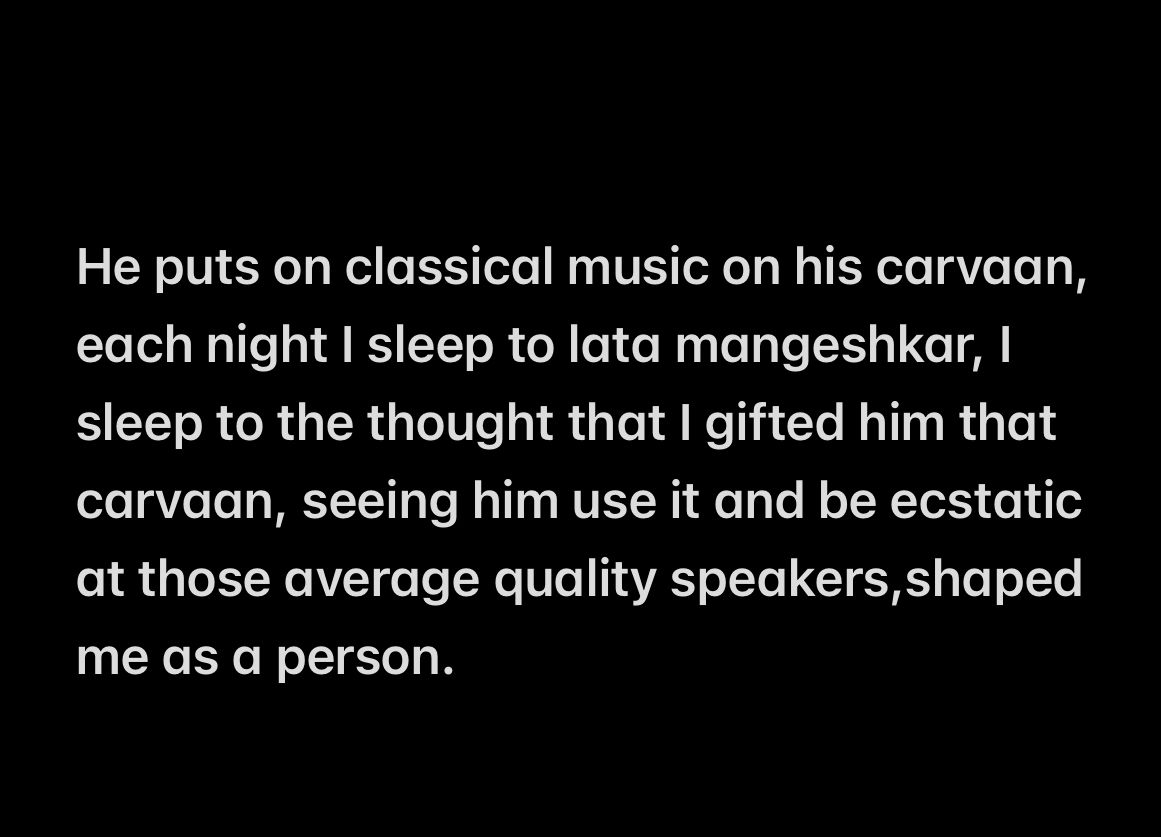 He puts on classical music on his carvaan,
each night I sleep to lata mangeshkar, I
sleep to the thought that I gifted him that
carvaan, seeing him use it and be ecstatic
at those average quality speakers,shaped
me as a person.